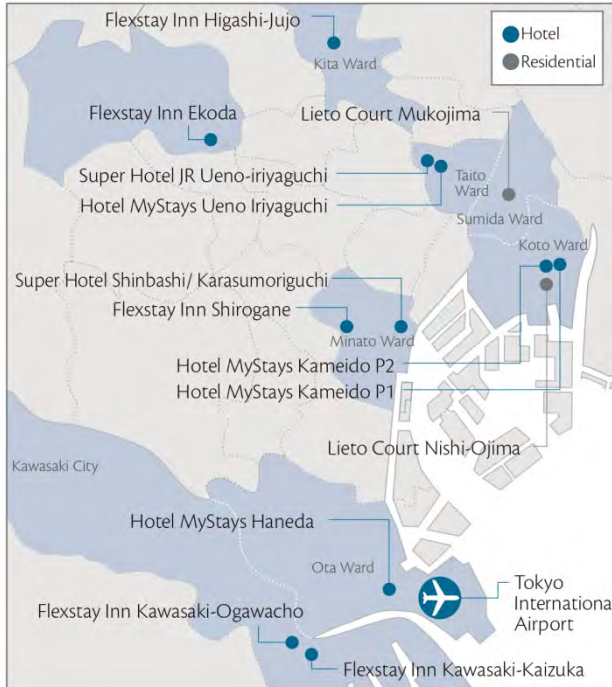 Flexstay Inn Higashi-Jujo
Hotel
Residential
Kita Ward
Flexstay Inn Ekoda
Lieto Court Mukojima
Super Hotel JR Ueno-iriyaguchi
Taito
Ward
Hotel MyStays Ueno Iriyaguchi
Sumida Ward
Koto Ward
Super Hotel Shinbashi/ Karasumoriguchi
Flexstay Inn Shirogane
Minato Ward
Hotel MyStays Kameido P2
Hotel MyStays Kameido P1
Lieto Court Nishi-Ojima
Kawasaki City
Hotel MyStays Haneda
Ota Ward
Tokyo
Internationa
Airport
Flexstay Inn Kawasaki-Ogawacho
Flexstay Inn Kawasaki-Kaizuka